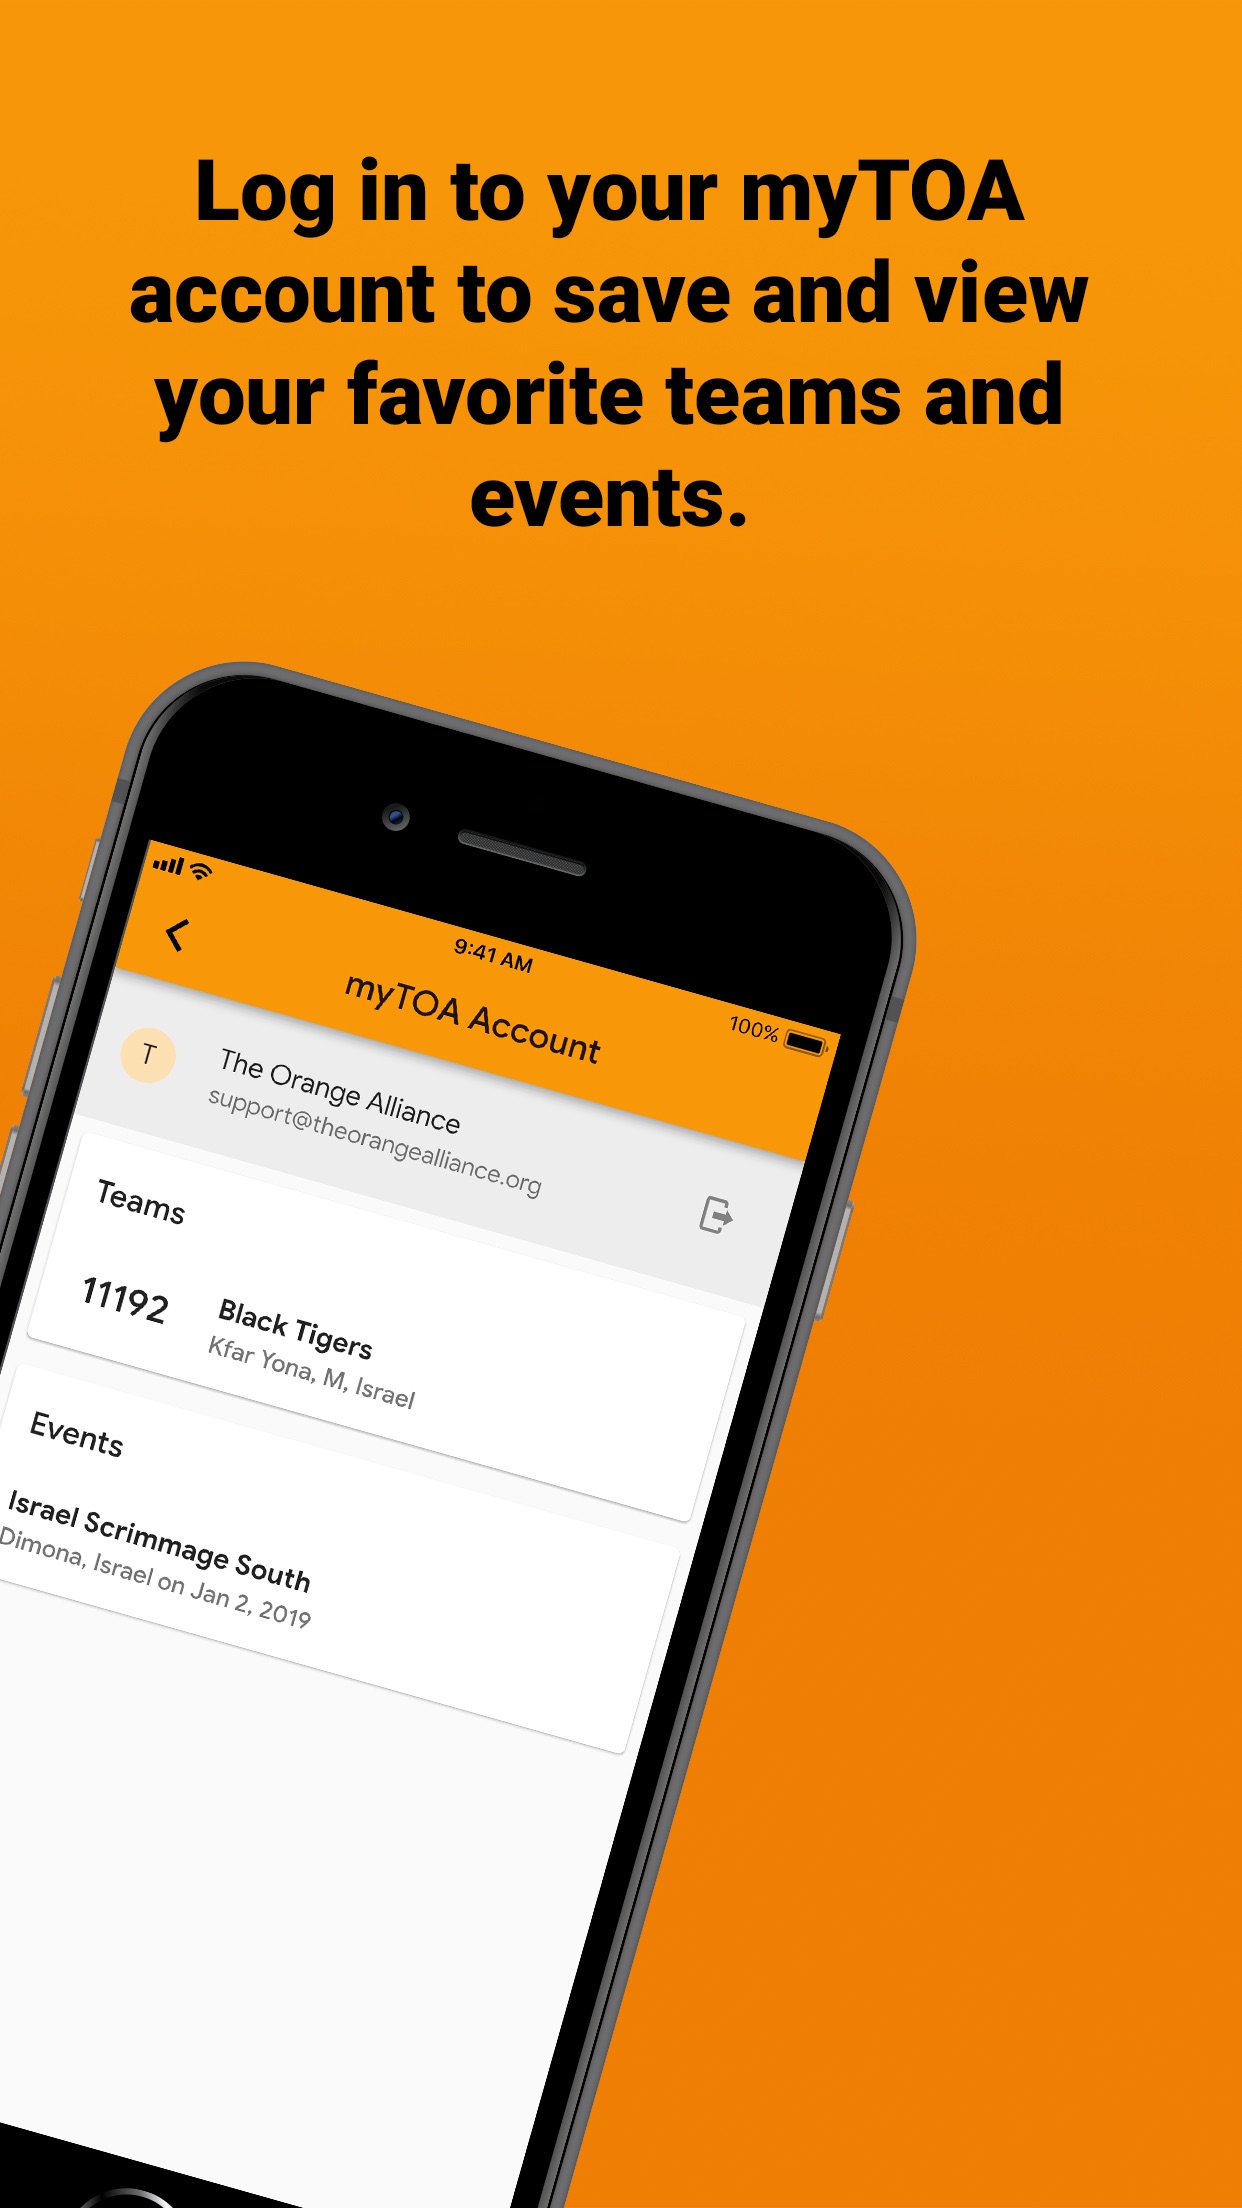 Log in to your myTOA
account to save and view
your favorite teams and
events.
9:41 AM
100%
myTOA Account
T
The Orange Alliance
support@theorangealliance.org
Teams
11192
Black Tigers
Kfar Yona, M, Israel
Events
Israel Scrimmage South
Dimona, Israel on Jan 2, 2019